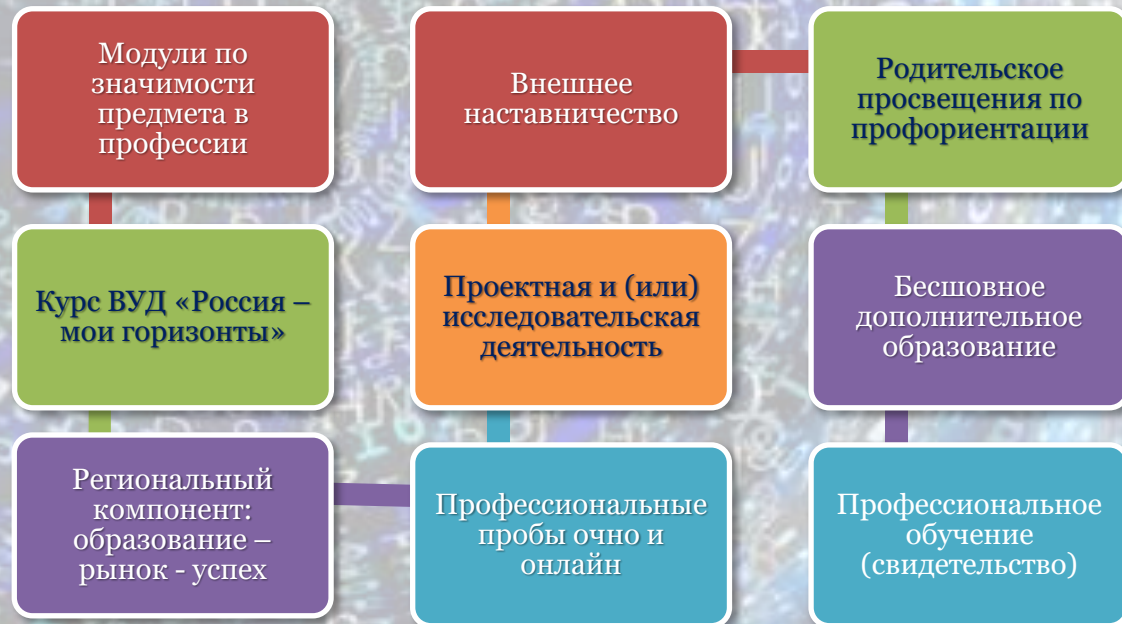 Модули по
значимости
предмета в
профессии
Курс ВУД «Россия –
мои горизонты»
Региональный
компонент:
образование –
рынок - успех
Профессиональные
пробы очно и
онлайн
Проектная и (или)
исследовательская
деятельность
Внешнее
наставничество
Родительское
просвещения по
профориентации
Бесшовное
дополнительное
образование
Профессиональное
обучение
(свидетельство)